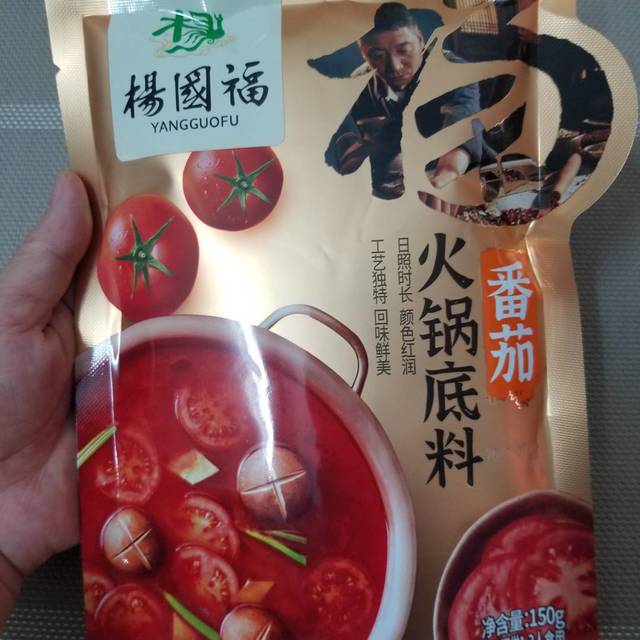 楊國福
YANGGUOFU
杨
番茄
火锅底料
日照时长 颜色红润
工艺独特 回味鲜美
净含量:150g